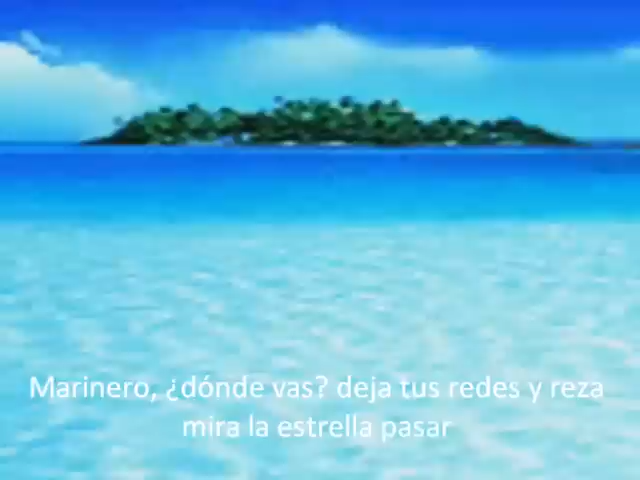 Marinero, ¿dónde vas? deja tus redes y reza
mira la estrella pasar